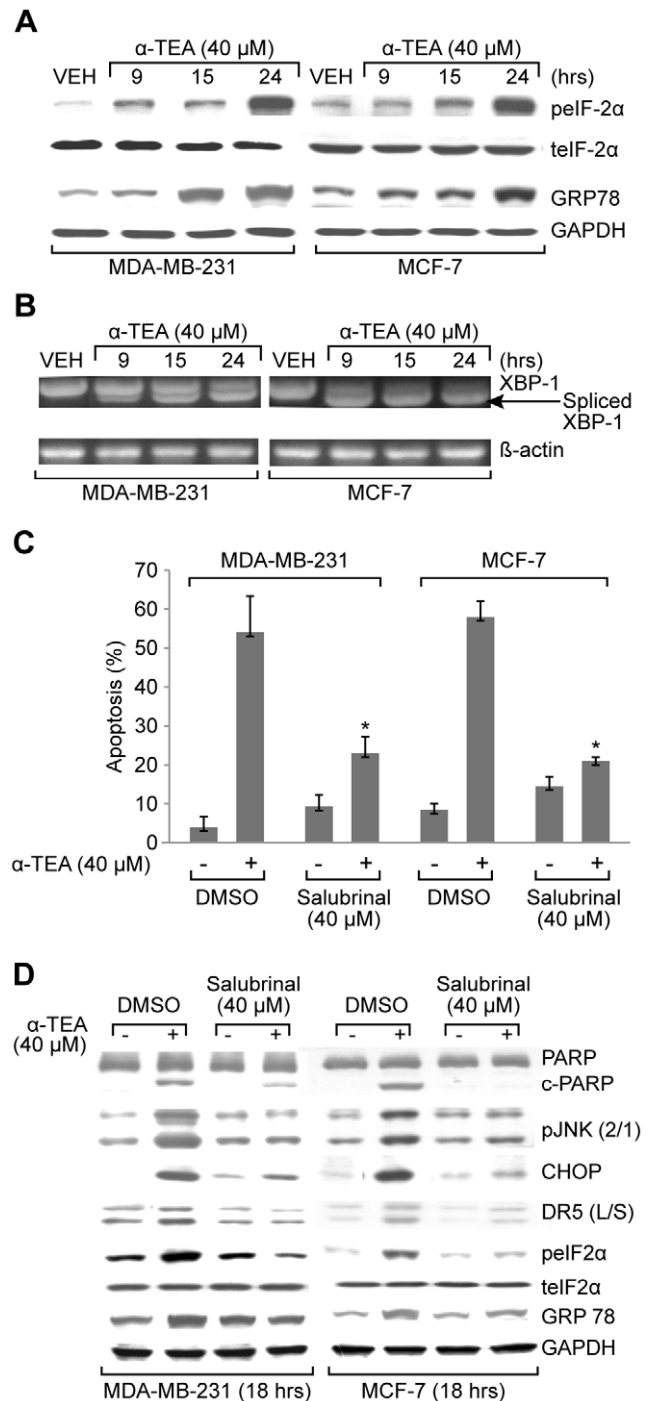 A
α-TEA (40 µM) α-TEA (40 µM)
VEH 9 15 24 VEH 9 15 24 (hrs)
peIF-2α
teIF-2α
GRP78
GAPDH
MDA-MB-231 MCF-7
B
α-TEA (40 µM) α-TEA (40 µM)
VEH 9 15 24 VEH 9 15 24 (hrs)
XBP-1
Spliced
XBP-1
ß-actin
MDA-MB-231 MCF-7
C
MDA-MB-231 MCF-7
Apoptosis (%)
70
60
50
40
30
20
10
0
* *
α-TEA (40 µM) - + - + - + - +
DMSO Salubrinal DMSO Salubrinal
(40 µM) (40 µM)
D
Salubrinal Salubrinal
DMSO (40 µM) DMSO (40 µM)
α-TEA - + - + - + - +
(40 µM)
PARP
c-PARP
pJNK (2/1)
CHOP
DR5 (L/S)
peIF2α
teIF2α
GRP 78
GAPDH
MDA-MB-231 (18 hrs) MCF-7 (18 hrs)